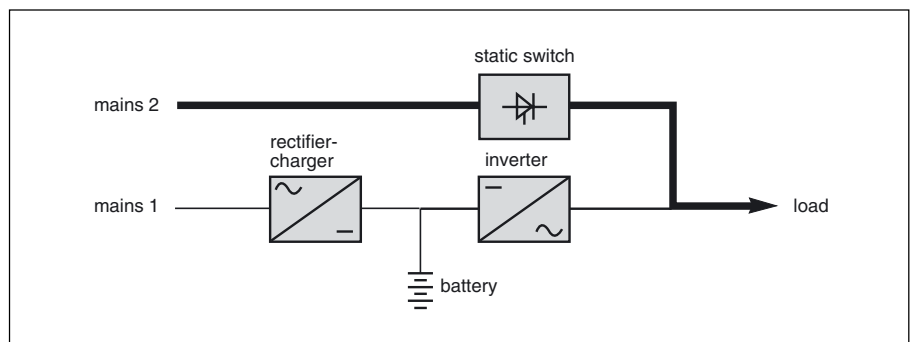 static switch
mains 2
rectifier-
charger
inverter
mains 1
load
battery